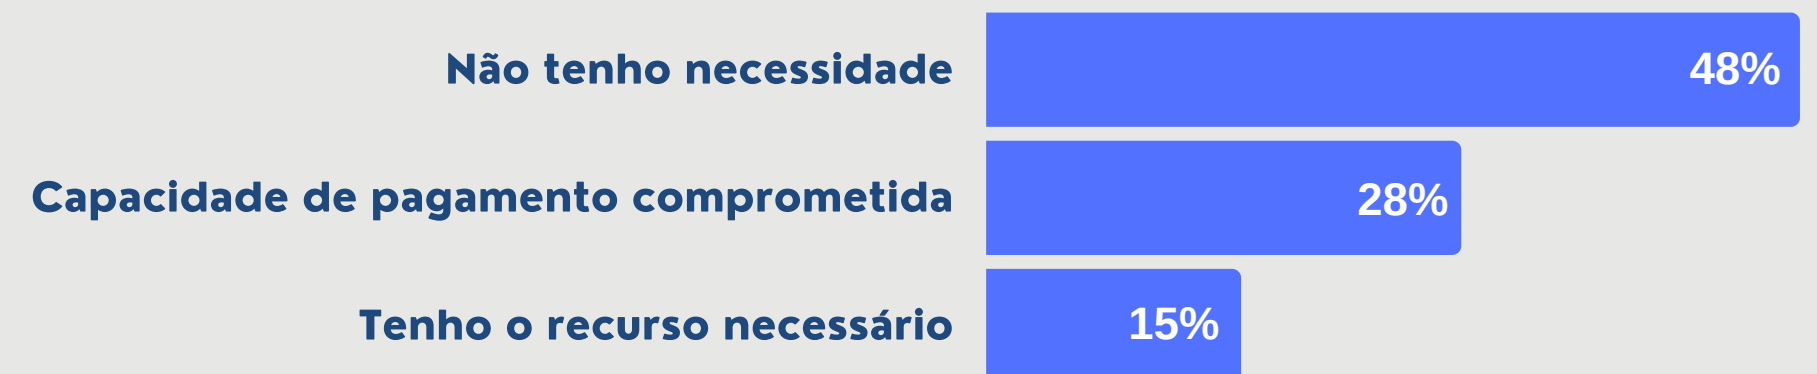 Não tenho necessidade 48%
Capacidade de pagamento comprometida 28%
Tenho o recurso necessário 15%